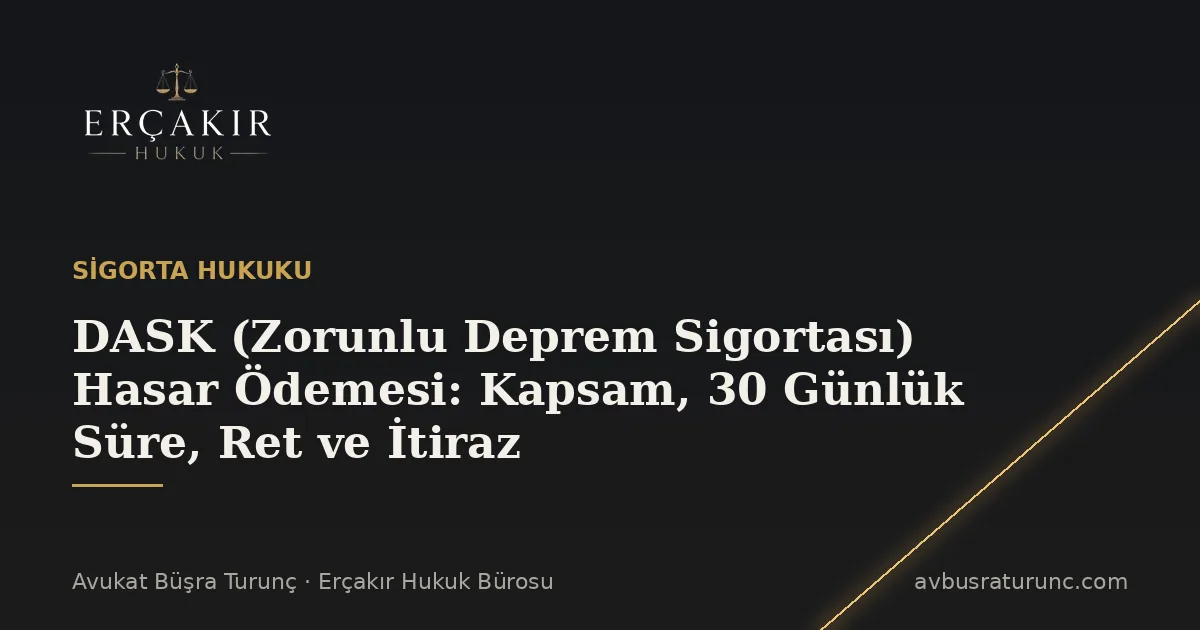 ERÇAKIR
HUKUK
SİGORTA HUKUKU
DASK (Zorunlu Deprem Sigortası)
Hasar Ödemesi: Kapsam, 30 Günlük
Süre, Ret ve İtiraz
Avukat Büşra Turunç · Erçakır Hukuk Bürosu
avbusraturunc.com